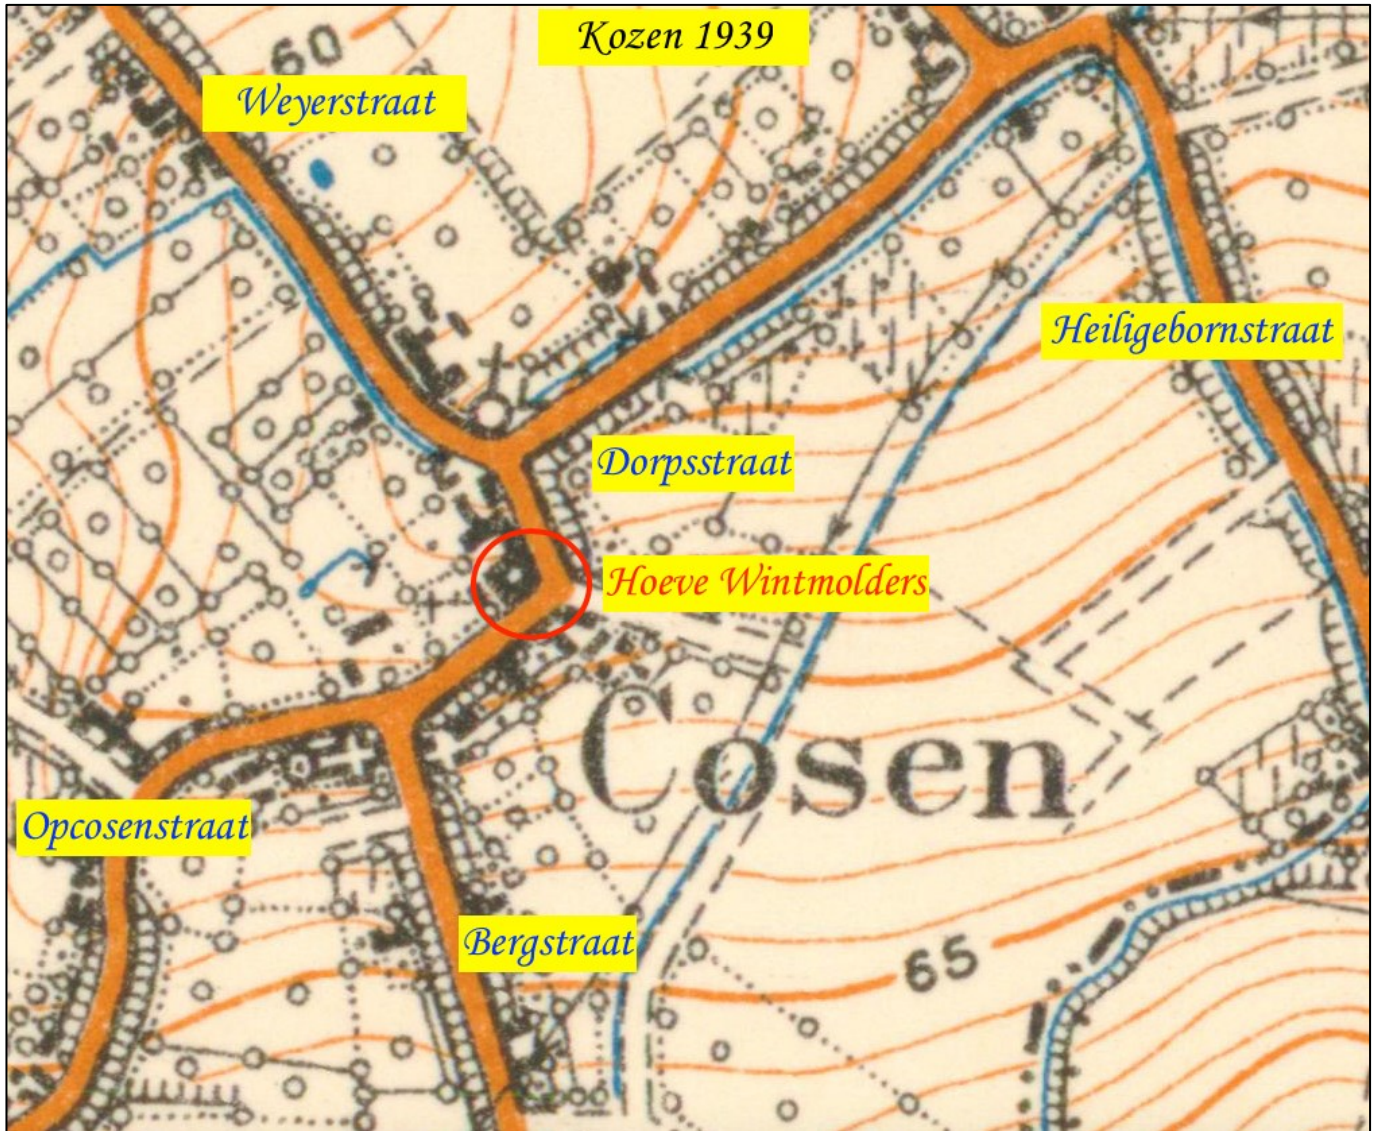 Kozen 1939
60
Weyerstraat
Heiligebornstraat
Dorpsstraat
Hoeve Wintmolders
Cosen
Opcosenstraat
Bergstraat
65